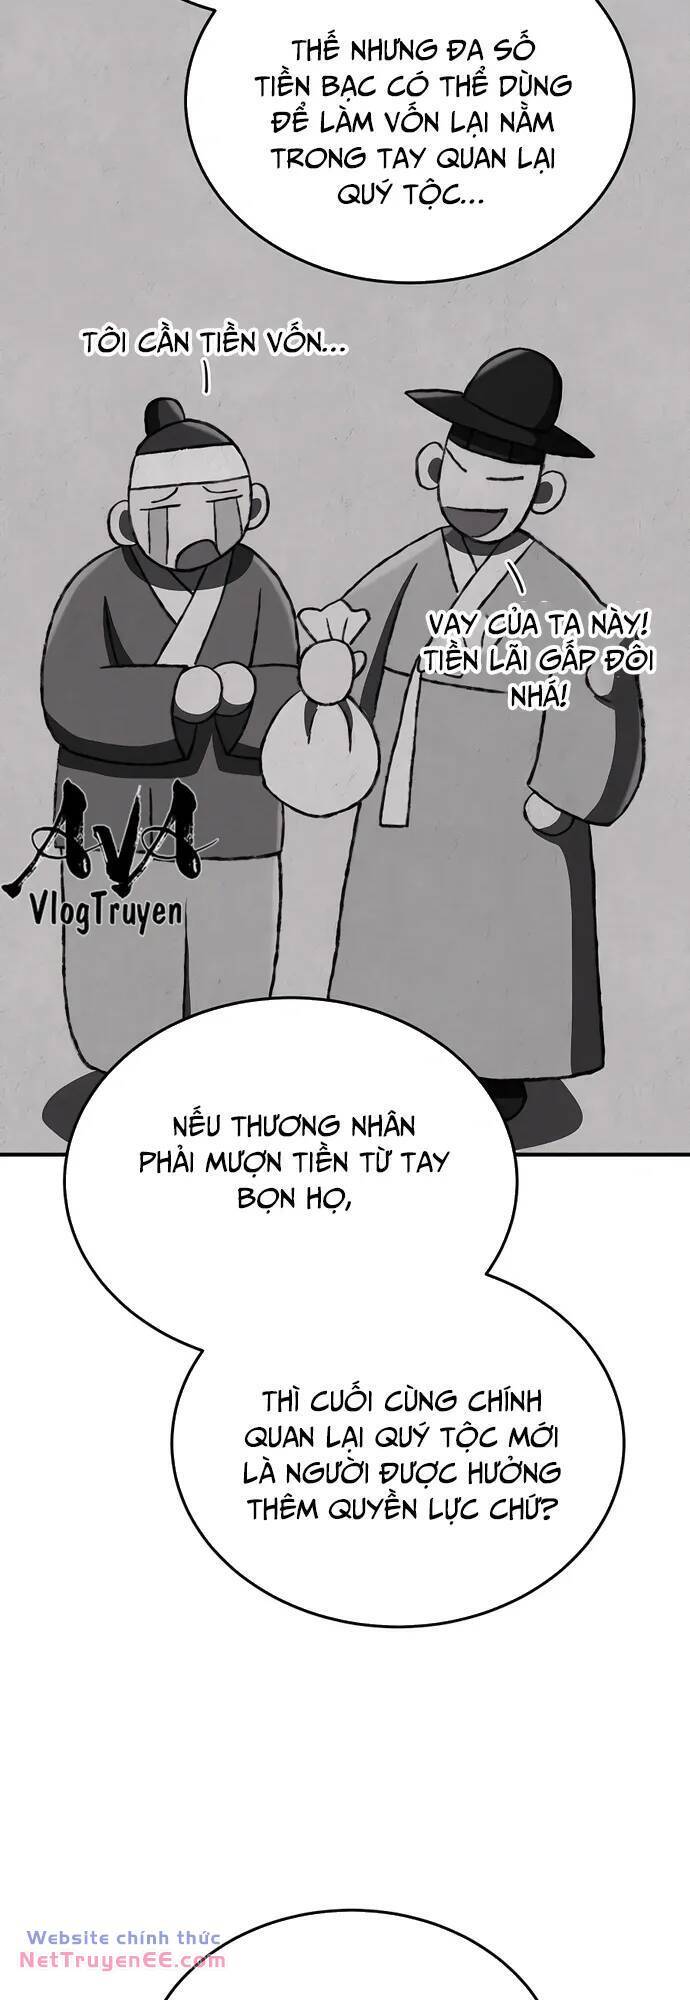 THẾ NHƯNG ĐA SỐ
TIỀN BẠC CÓ THỂ DÙNG
ĐỂ LÀM VỐN LẠI NẰM
TRONG TAY QUAN LẠI
QUÝ TỘC...
TÔI CẦN TIỀN VỐN...
VAY CỦA TA NÀY!
TIỀN LÃI GẤP ĐÔI
NHÁ!
AVA
VlogTruyen
NẾU THƯƠNG NHÂN
PHẢI MƯỢN TIỀN TỪ TAY
BỌN HỌ,
THÌ CUỐI CÙNG CHÍNH
QUAN LẠI QUÝ TỘC MỚI
LÀ NGƯỜI ĐƯỢC HƯỞNG
THÊM QUYỀN LỰC CHỨ?
Website chính thức
NetTruyenEE.com